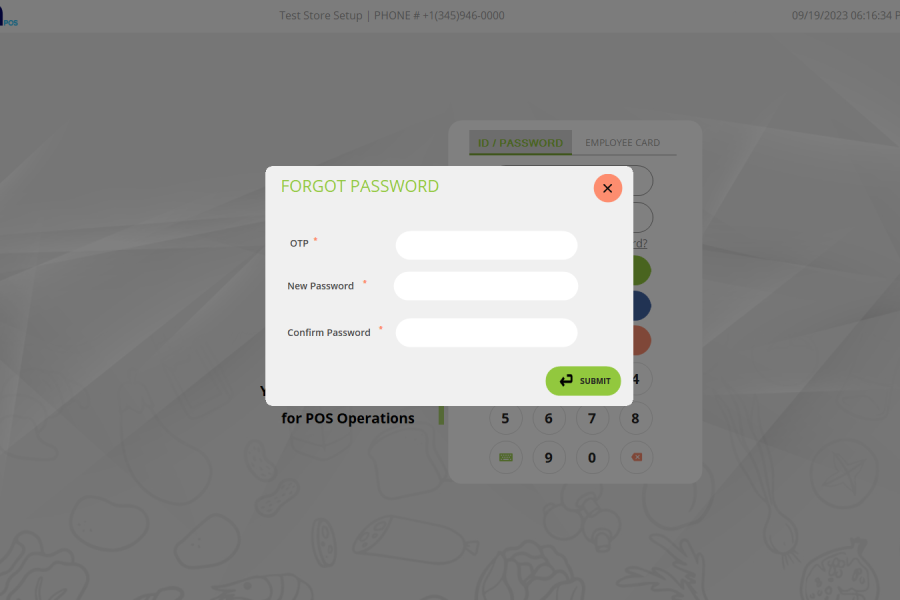 POS
Test Store Setup | PHONE # +1(345)946-0000
09/19/2023 06:16:34 P
ID / PASSWORD
EMPLOYEE CARD
FORGOT PASSWORD
OTP *
New Password *
Confirm Password *
SUBMIT
rd?
4
for POS Operations
5 6 7 8
9 0